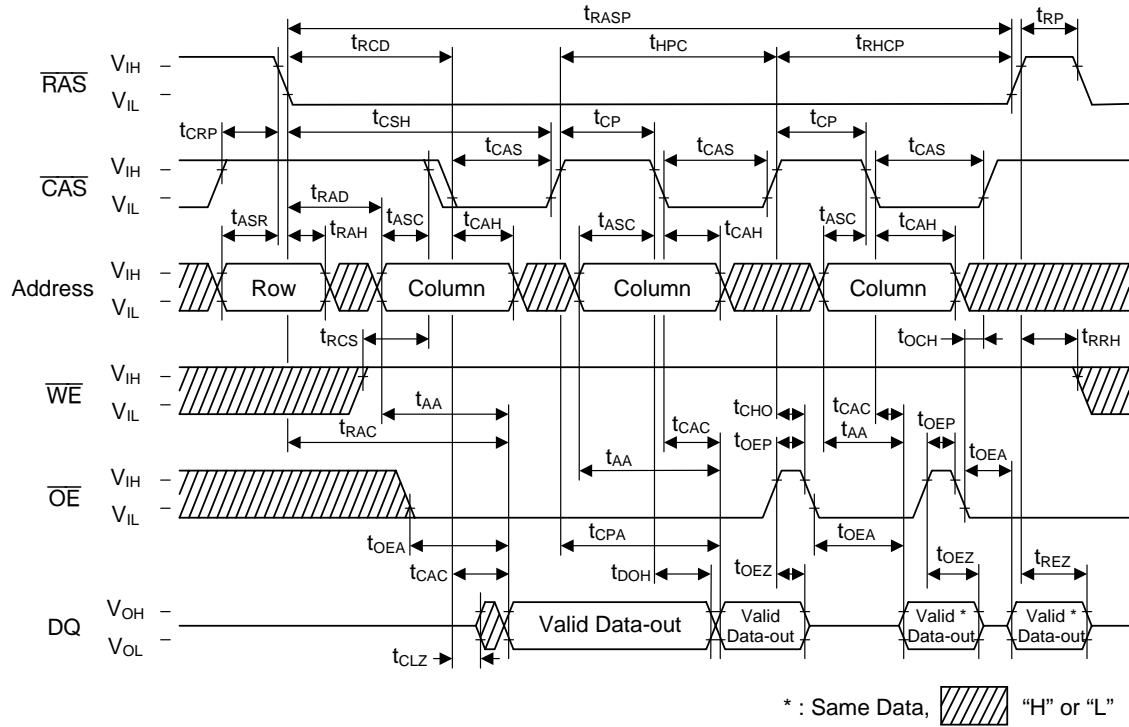 tRASP
tRCD tHPC tRHCP tRP
RAS VIH
VIL
tCRP tCSH tCP tCP
tCAS tCAS tCAS
CAS VIH
VIL
tRAD
tASR tRAH tASC tCAH tASC tCAH tASC tCAH
Address VIH
VIL
Row Column Column Column
tRCS tOCH tRRH
WE VIH
VIL
tAA tCHO tCAC
tRAC tCAC tOEP tAA tOEP
tAA tOEA
OE VIH
VIL
tOEA tCPA tOEA
tCAC tDOH tOEZ tOEZ tREZ
DQ VOH
VOL
Valid Data-out
Valid
Data-out
Valid *
Data-out
Valid *
Data-out
tCLZ
* : Same Data, "H" or "L"